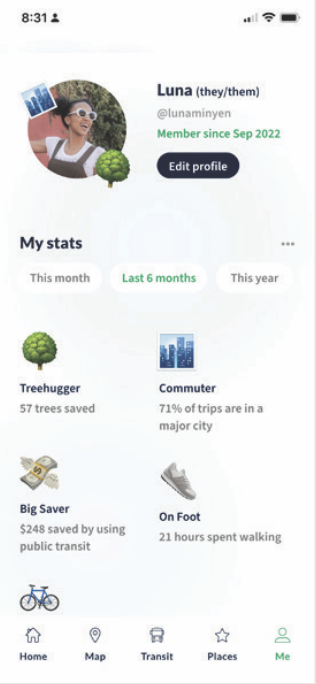 8:31
Luna (they/them)
@lunaminyen
Member since Sep 2022
Edit profile
My stats
This month
Last 6 months
This year
Treehugger
57 trees saved
Commuter
71% of trips are in a
major city
Big Saver
$248 saved by using
public transit
On Foot
21 hours spent walking
Home
Map
Transit
Places
Me